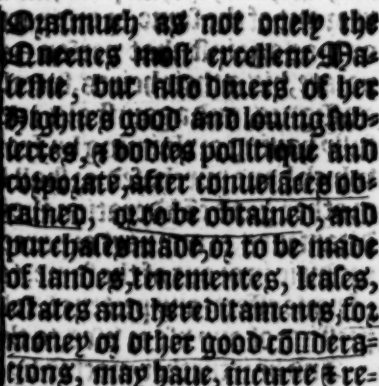 Orasmuch as not onely the
Queenes most excellent Ma-
iestie, but also diuers of her
Highnes good and louing sub-
iectes, & bodies pollitique and
corporate, after conueiāces ob-
tained, or to be obtained, and
purchases made, or to be made
of landes, tenementes, leases,
estates and hereditaments, for
money or other good cōsidera-
tions, may haue, incurre & re-